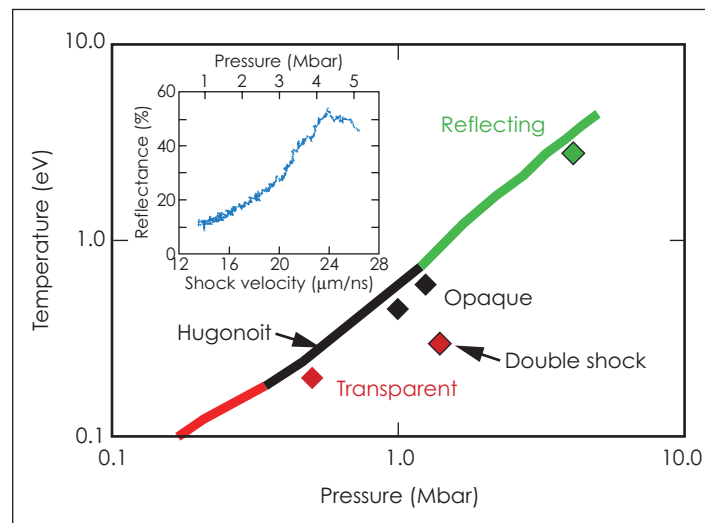 10.0
Pressure (Mbar)
1 2 3 4 5
60
Reflectance (%)
40
20
0
12 16 20 24 28
Shock velocity (µm/ns)
Reflecting
Temperature (eV)
1.0
Opaque
Hugonoit
Double shock
Transparent
0.1
0.1 1.0 10.0
Pressure (Mbar)